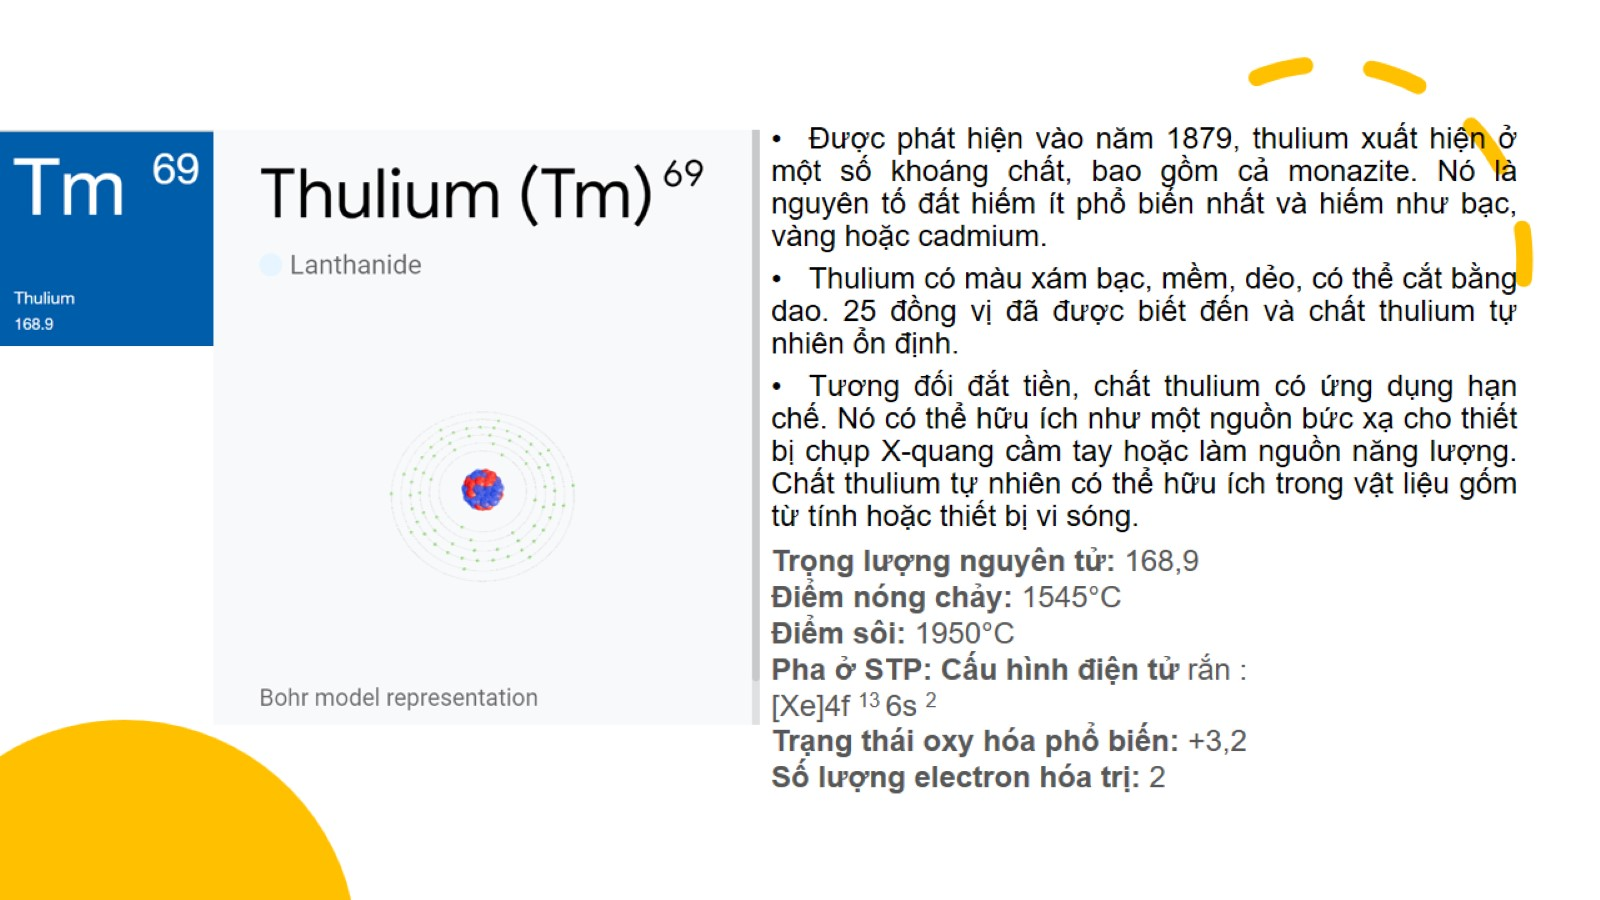 Tm 69
Thulium
168.9
Thulium (Tm) 69
Lanthanide
Bohr model representation
• Được phát hiện vào năm 1879, thulium xuất hiện ở
một số khoáng chất, bao gồm cả monazite. Nó là
nguyên tố đất hiếm ít phổ biến nhất và hiếm như bạc,
vàng hoặc cadmium.
• Thulium có màu xám bạc, mềm, dẻo, có thể cắt bằng
dao. 25 đồng vị đã được biết đến và chất thulium tự
nhiên ổn định.
• Tương đối đắt tiền, chất thulium có ứng dụng hạn
chế. Nó có thể hữu ích như một nguồn bức xạ cho thiết
bị chụp X-quang cầm tay hoặc làm nguồn năng lượng.
Chất thulium tự nhiên có thể hữu ích trong vật liệu gốm
từ tính hoặc thiết bị vi sóng.
Trọng lượng nguyên tử: 168,9
Điểm nóng chảy: 1545°C
Điểm sôi: 1950°C
Pha ở STP: Cấu hình điện tử rắn :
[Xe]4f 13 6s 2
Trạng thái oxy hóa phổ biến: +3,2
Số lượng electron hóa trị: 2